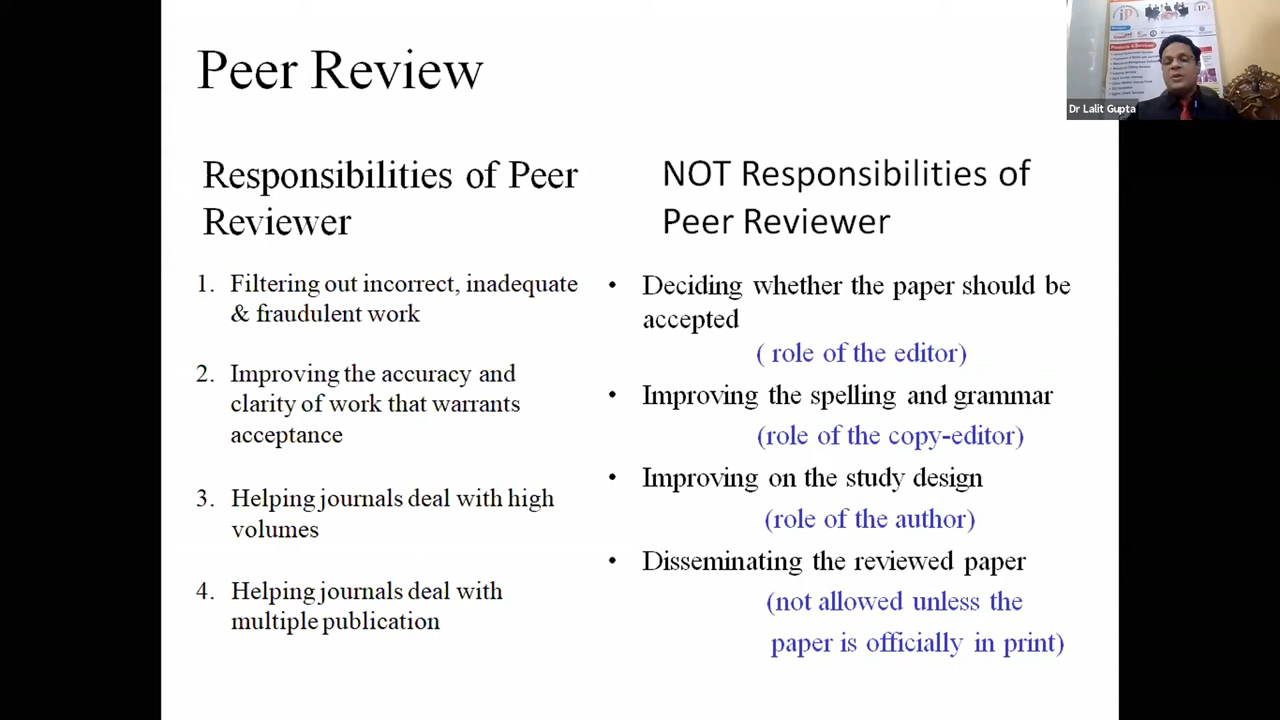 Peer Review
Responsibilities of Peer
Reviewer
1. Filtering out incorrect, inadequate
& fraudulent work
2. Improving the accuracy and
clarity of work that warrants
acceptance
3. Helping journals deal with high
volumes
4. Helping journals deal with
multiple publication
NOT Responsibilities of
Peer Reviewer
• Deciding whether the paper should be
accepted
( role of the editor)
• Improving the spelling and grammar
(role of the copy-editor)
• Improving on the study design
(role of the author)
• Disseminating the reviewed paper
(not allowed unless the
paper is officially in print)
iP
Products & Services
Dr Lalit Gupta